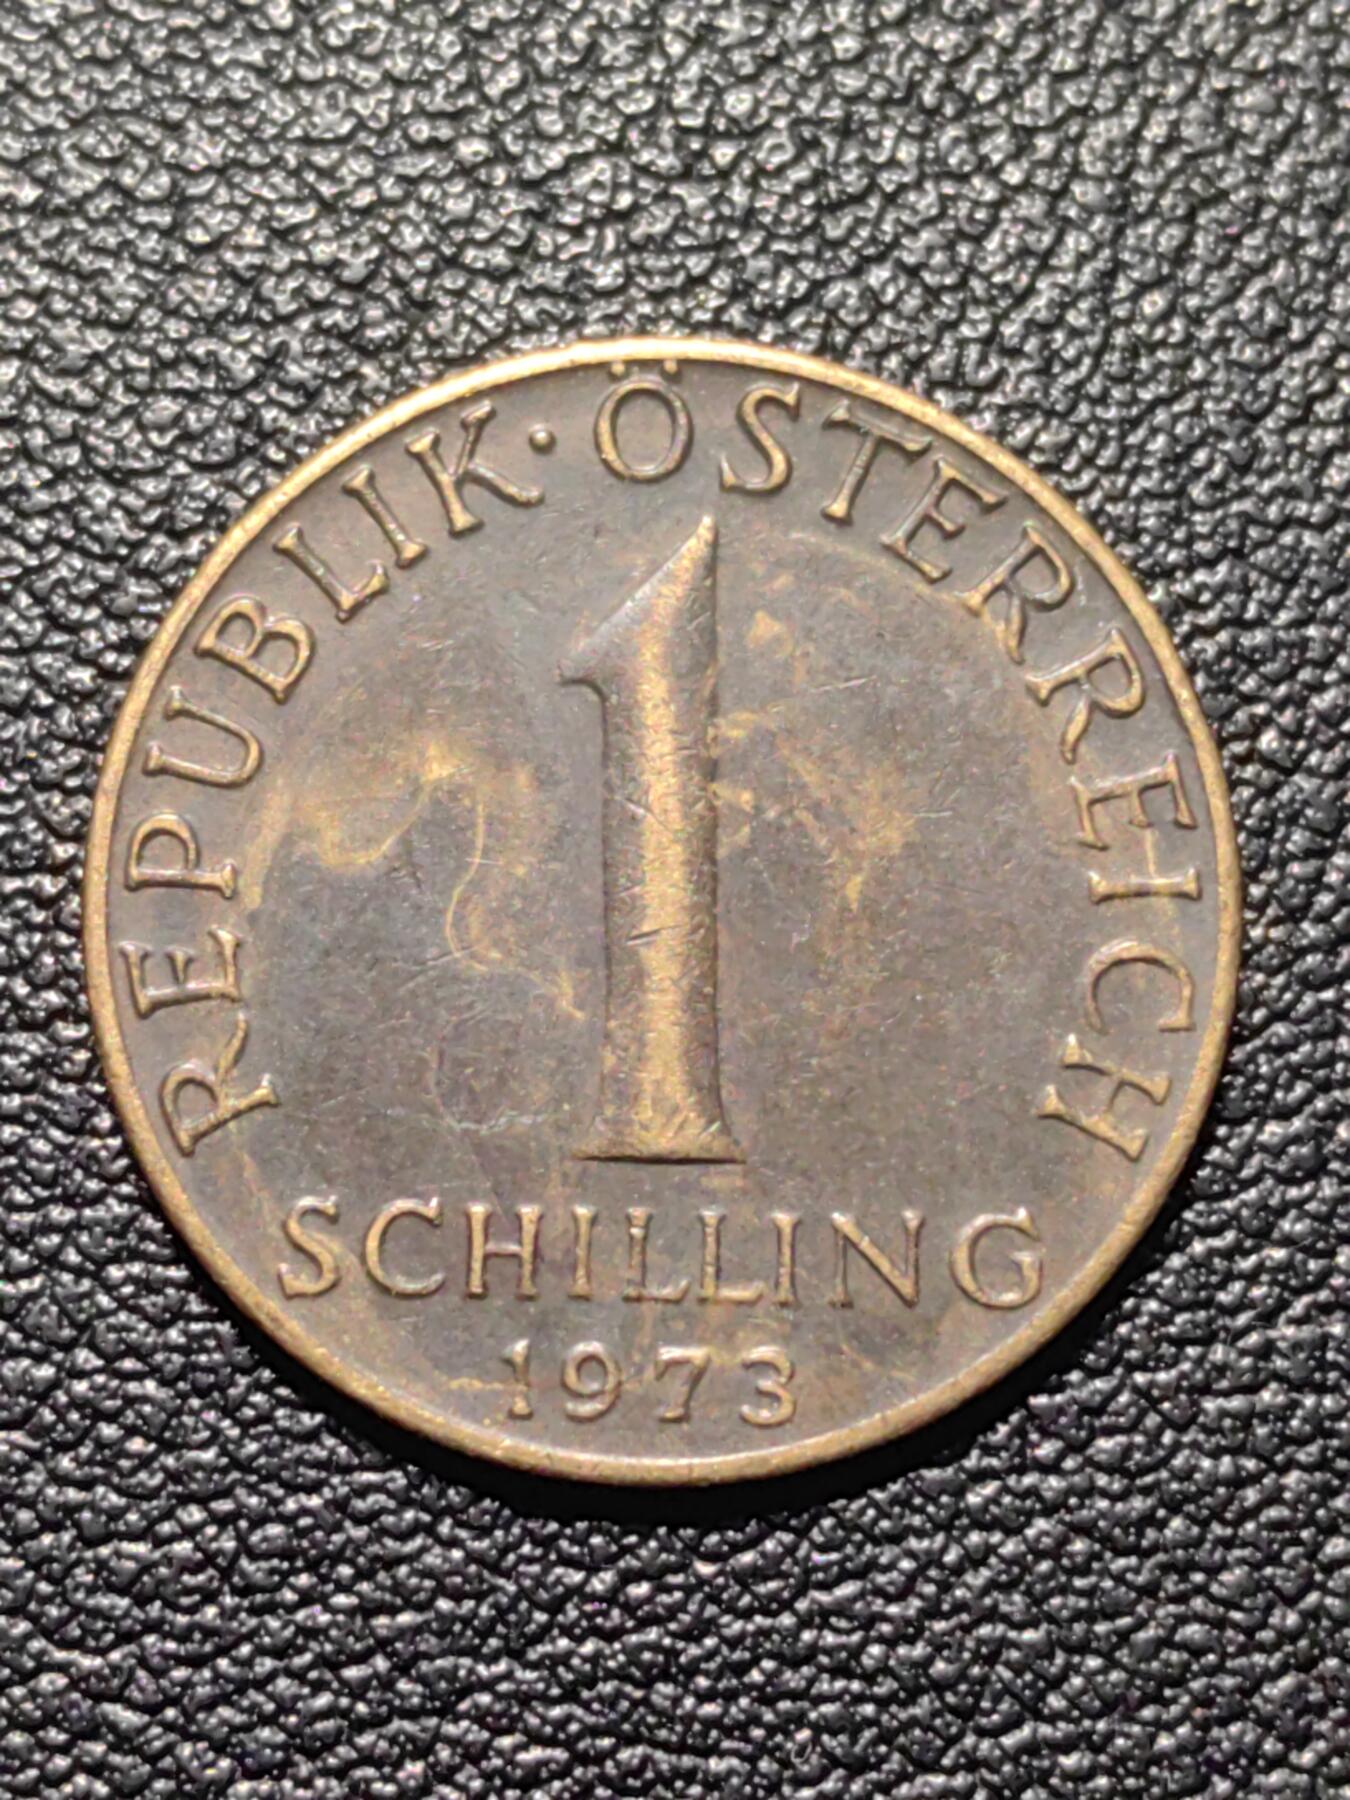 REPUBLIK · ÖSTERREICH
1
SCHILLING
1973